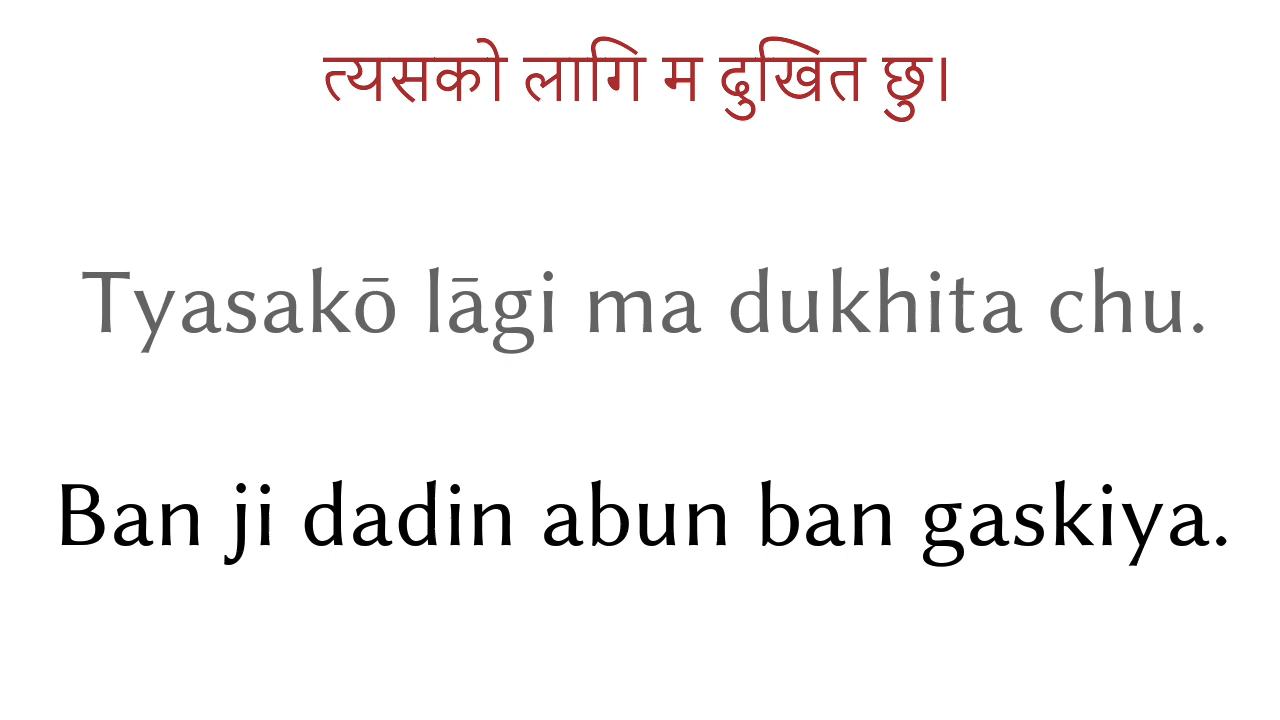 त्यसको लागि म दुखित छु।
Tyasakō lāgi ma dukhita chu.
Ban ji dadin abun ban gaskiya.